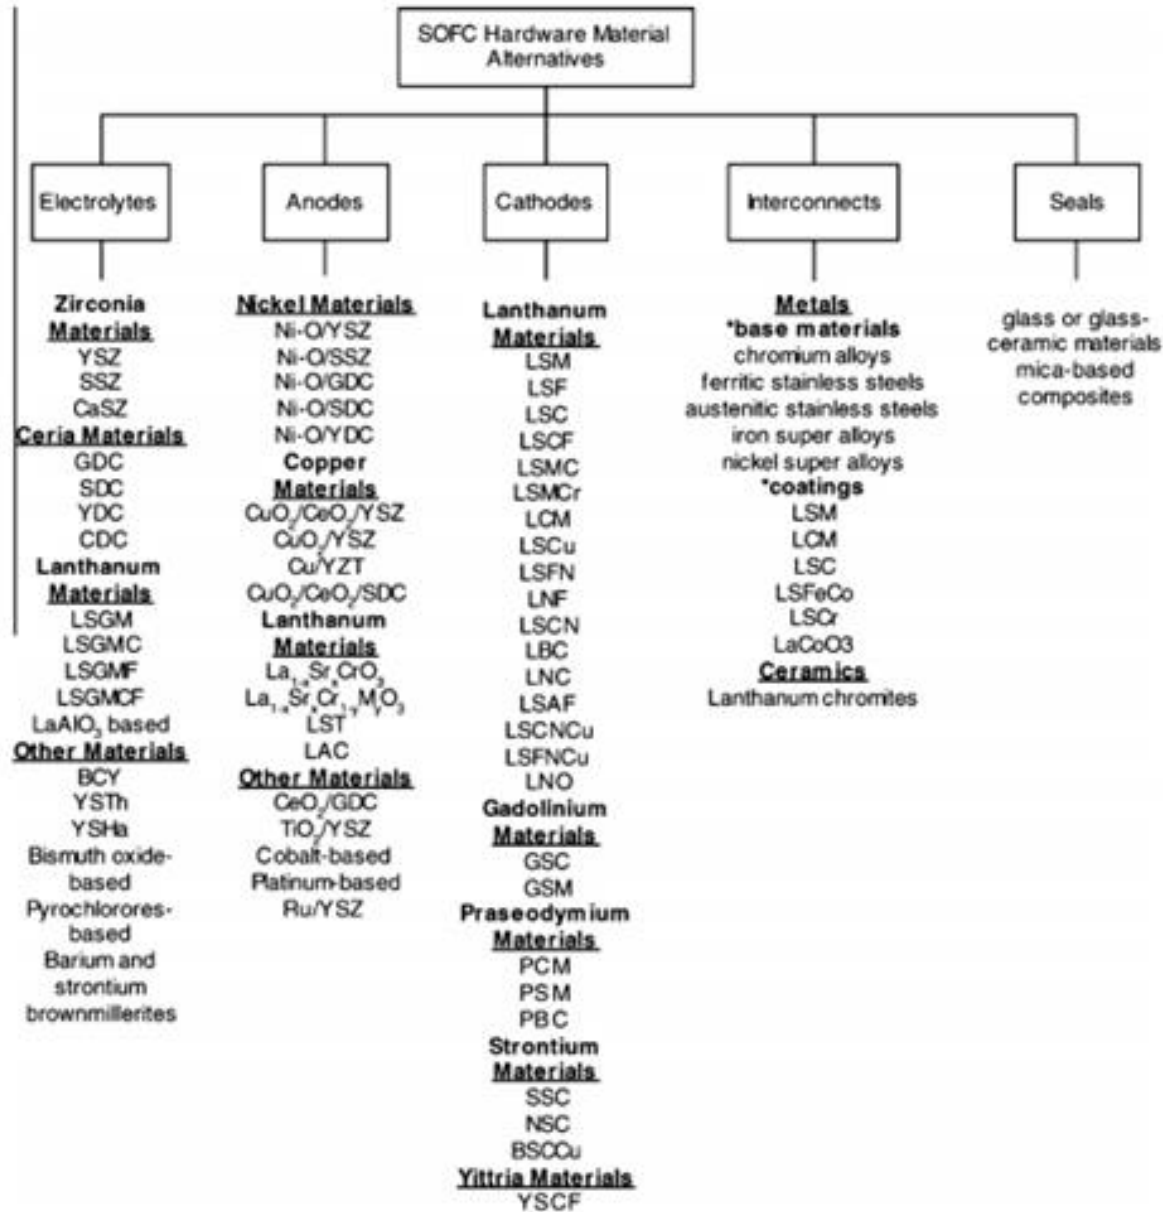 SOFC Hardware Material
Alternatives
Electrolytes
Anodes
Cathodes
Interconnects
Seals
Zirconia
Materials
YSZ
SSZ
CaSZ
Ceria Materials
GDC
SDC
YDC
CDC
Lanthanum
Materials
LSGM
LSGMC
LSGMF
LSGMCF
LaAlO₃ based
Other Materials
BCY
YSTh
YSHa
Bismuth oxide-
based
Pyrochlorores-
based
Barium and
strontium
brownmillerites
Nickel Materials
Ni-O/YSZ
Ni-O/SSZ
Ni-O/GDC
Ni-O/SDC
Ni-O/YDC
Copper
Materials
CuO₂/CeO₂/YSZ
CuO₂/YSZ
Cu/YZT
CuO₂/CeO₂/SDC
Lanthanum
Materials
La₁₋ₓSrₓCrO₃
La₁₋ₓSrₓCr₁₋yMyO₃
LST
LAC
Other Materials
CeO₂/GDC
TiO₂/YSZ
Cobalt-based
Platinum-based
Ru/YSZ
Lanthanum
Materials
LSM
LSF
LSC
LSCF
LSMC
LSMCr
LCM
LSCu
LSFN
LNF
LSCN
LBC
LNC
LSAF
LSCNCu
LSFNCu
LNO
Gadolinium
Materials
GSC
GSM
Praseodymium
Materials
PCM
PSM
PBC
Strontium
Materials
SSC
NSC
BSCCu
Yittria Materials
YSCF
Metals
*base materials
chromium alloys
ferritic stainless steels
austenitic stainless steels
iron super alloys
nickel super alloys
*coatings
LSM
LCM
LSC
LSFeCo
LSCr
LaCoO3
Ceramics
Lanthanum chromites
glass or glass-
ceramic materials
mica-based
composites